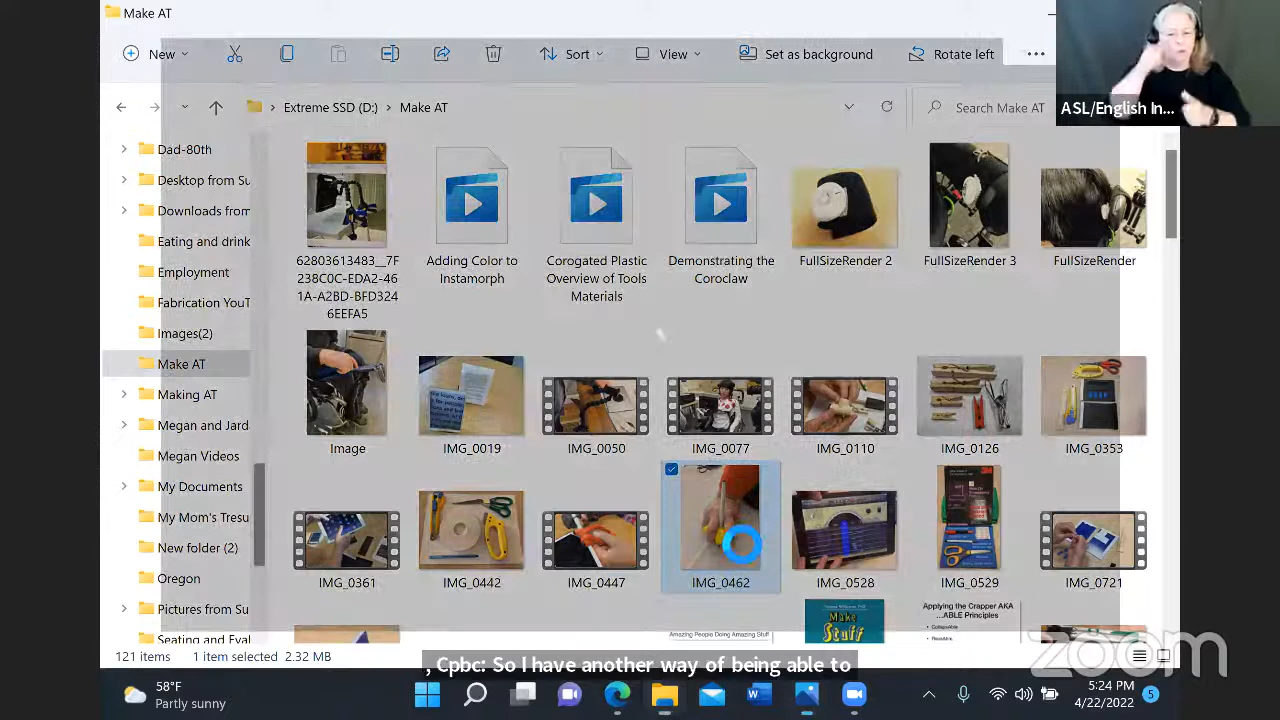 Make AT
New
Sort
View
Set as background
Rotate left
ASL/English In...
Extreme SSD (D:) > Make AT
Search Make AT
Dad-80th
Desktop from Su
Downloads from
Eating and drink
Employment
Fabrication YouT
Images(2)
Make AT
Making AT
Megan and Jard
Megan Videos
My Documents
My Mom's Tresu
New folder (2)
Oregon
Pictures from Su
Seating and Eval
62803613483__7F
238C0C-EDA2-46
1A-A2BD-BFD324
6EEFA5
Adding Color to
Instamorph
Corogated Plastic
Overview of Tools
Materials
Demonstrating the
Coroclaw
FullSizeRender 2
FullSizeRender 3
FullSizeRender
Image
IMG_0019
IMG_0050
IMG_0077
IMG_0110
IMG_0126
IMG_0353
IMG_0361
IMG_0442
IMG_0447
IMG_0462
IMG_0528
IMG_0529
IMG_0721
Amazing People Doing Amazing Stuff
Make
Stuff
Applying the Crapper AKA
...ABLE Principles
• CollapsAble
121 items
1 item selected
2.32 MB
, Cpbc: So I have another way of being able to
zoom
58°F
Partly sunny
5:24 PM
4/22/2022
5